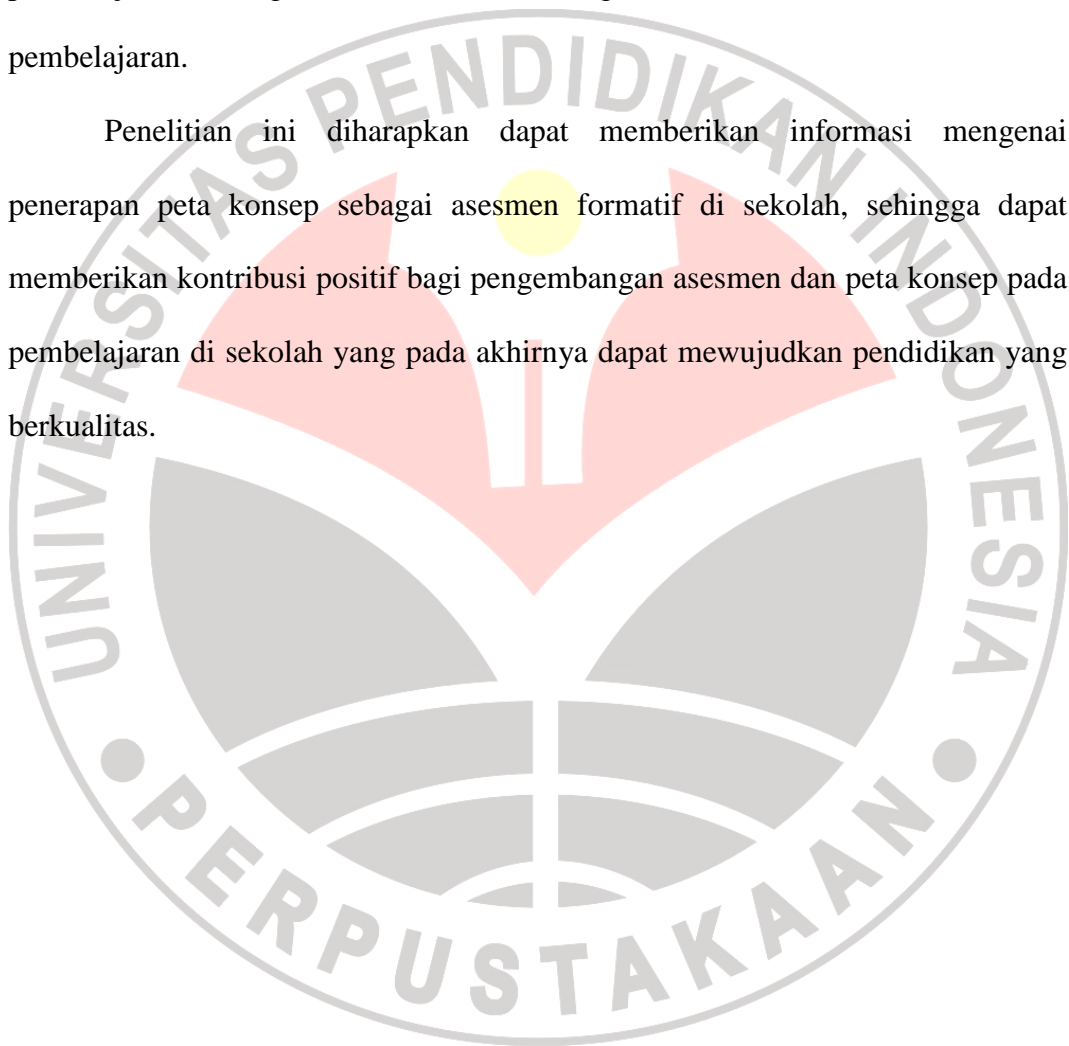 pembelajaran.
Penelitian ini diharapkan dapat memberikan informasi mengenai
penerapan peta konsep sebagai asesmen formatif di sekolah, sehingga dapat
memberikan kontribusi positif bagi pengembangan asesmen dan peta konsep pada
pembelajaran di sekolah yang pada akhirnya dapat mewujudkan pendidikan yang
berkualitas.
UNIVERSITAS PENDIDIKAN INDONESIA
PERPUSTAKAAN